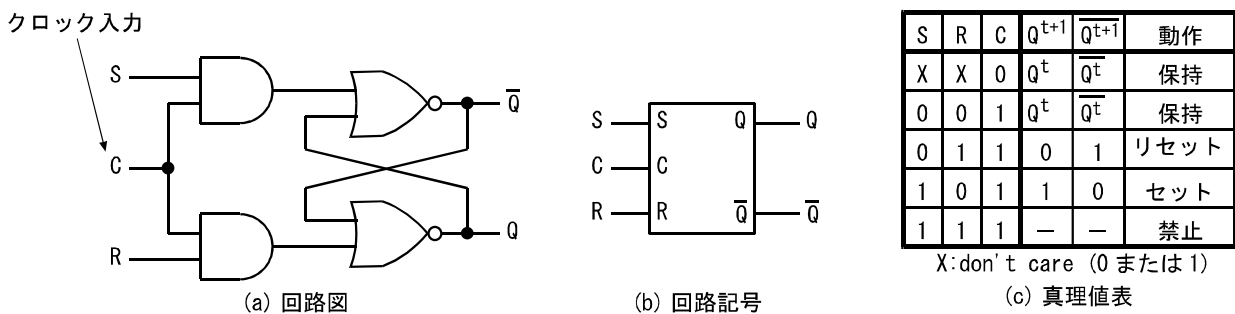 クロック入力
S
C
R
Q̅
Q
(a) 回路図
S
C
R
S
C
R
Q
Q̅
Q
Q̅
(b) 回路記号
S R C Qt+1 Q̅t+1 動作
X X 0 Qt Q̅t 保持
0 0 1 Qt Q̅t 保持
0 1 1 0 1 リセット
1 0 1 1 0 セット
1 1 1 － － 禁止
X:don't care (0 または 1)
(c) 真理値表